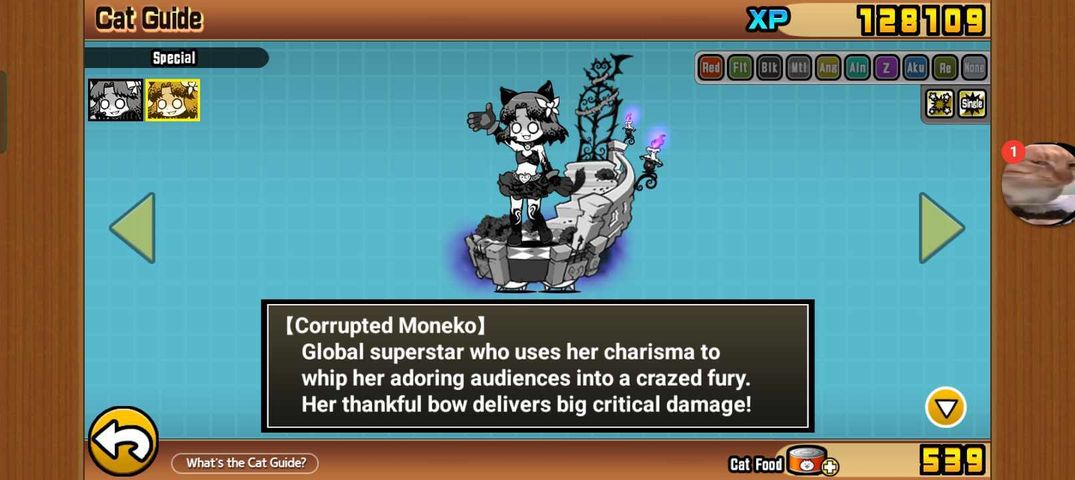 Cat Guide
XP 128109
Special
Red Flt Blk Mtl Ang Aln Z Aku Re None
Single
1
【Corrupted Moneko】
Global superstar who uses her charisma to
whip her adoring audiences into a crazed fury.
Her thankful bow delivers big critical damage!
What's the Cat Guide?
Cat Food 539